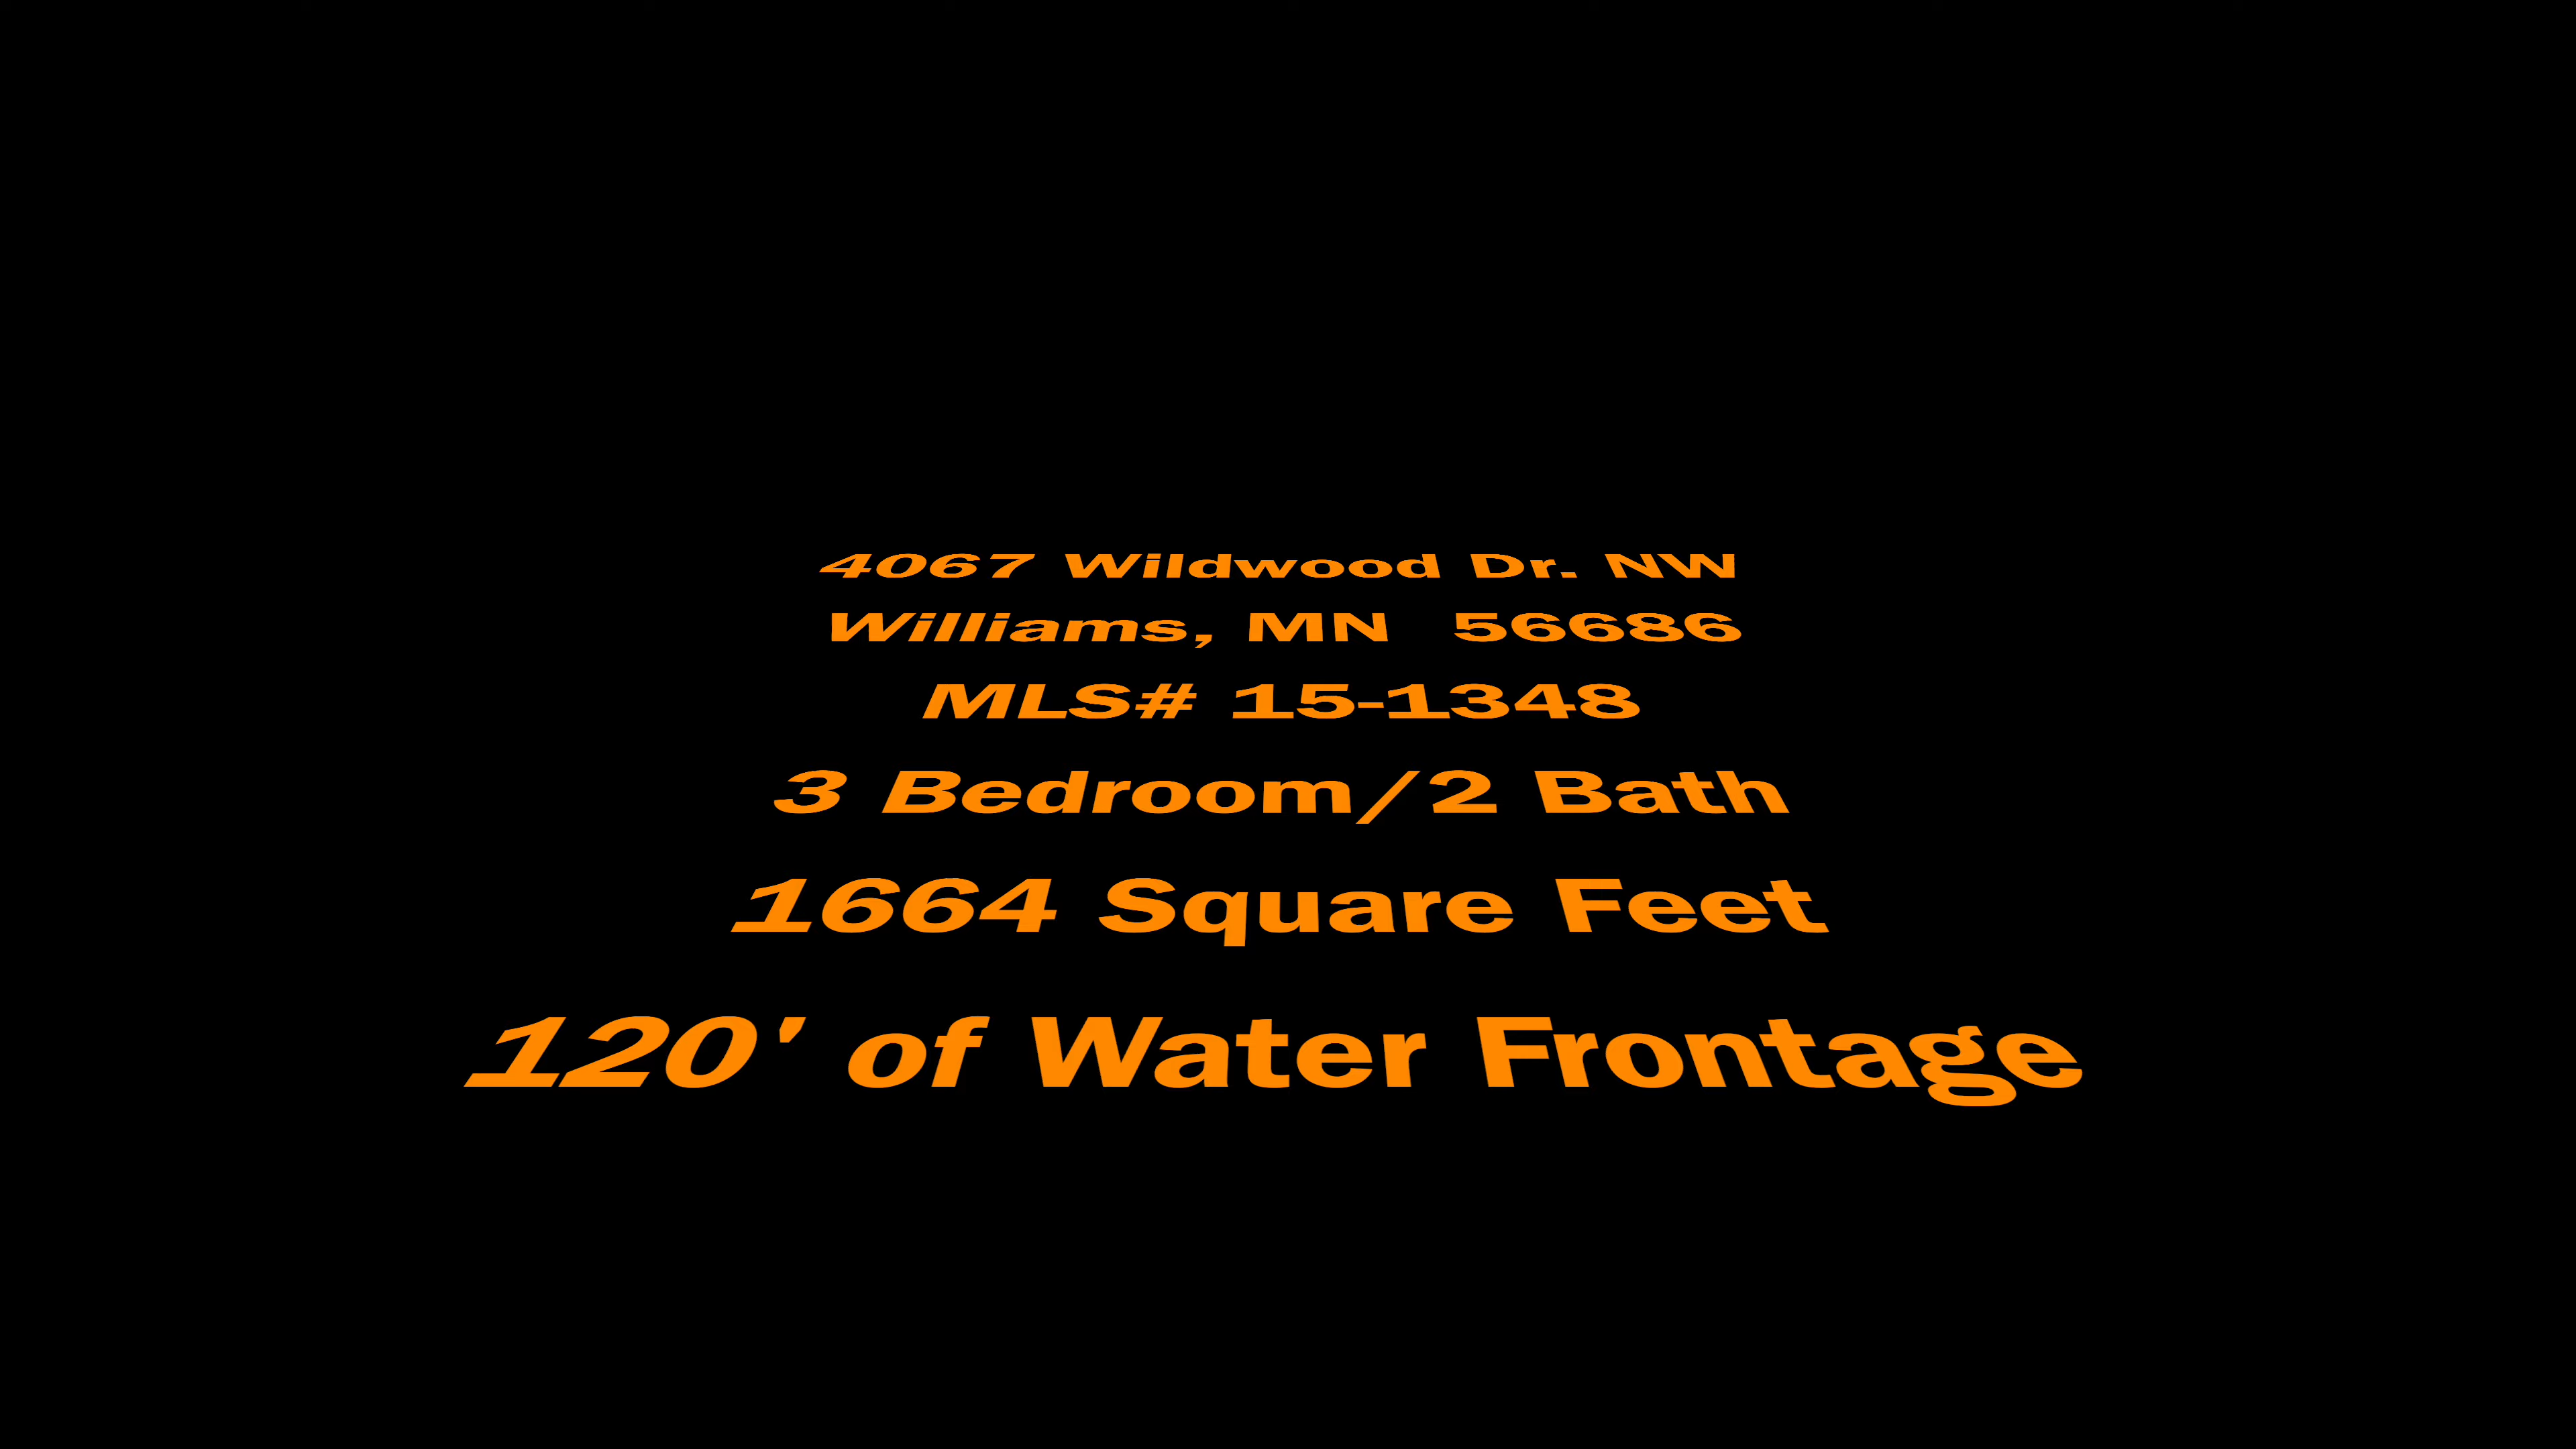 4067 Wildwood Dr. NW
Williams, MN  56686
MLS# 15-1348
3 Bedroom/2 Bath
1664 Square Feet
120' of Water Frontage